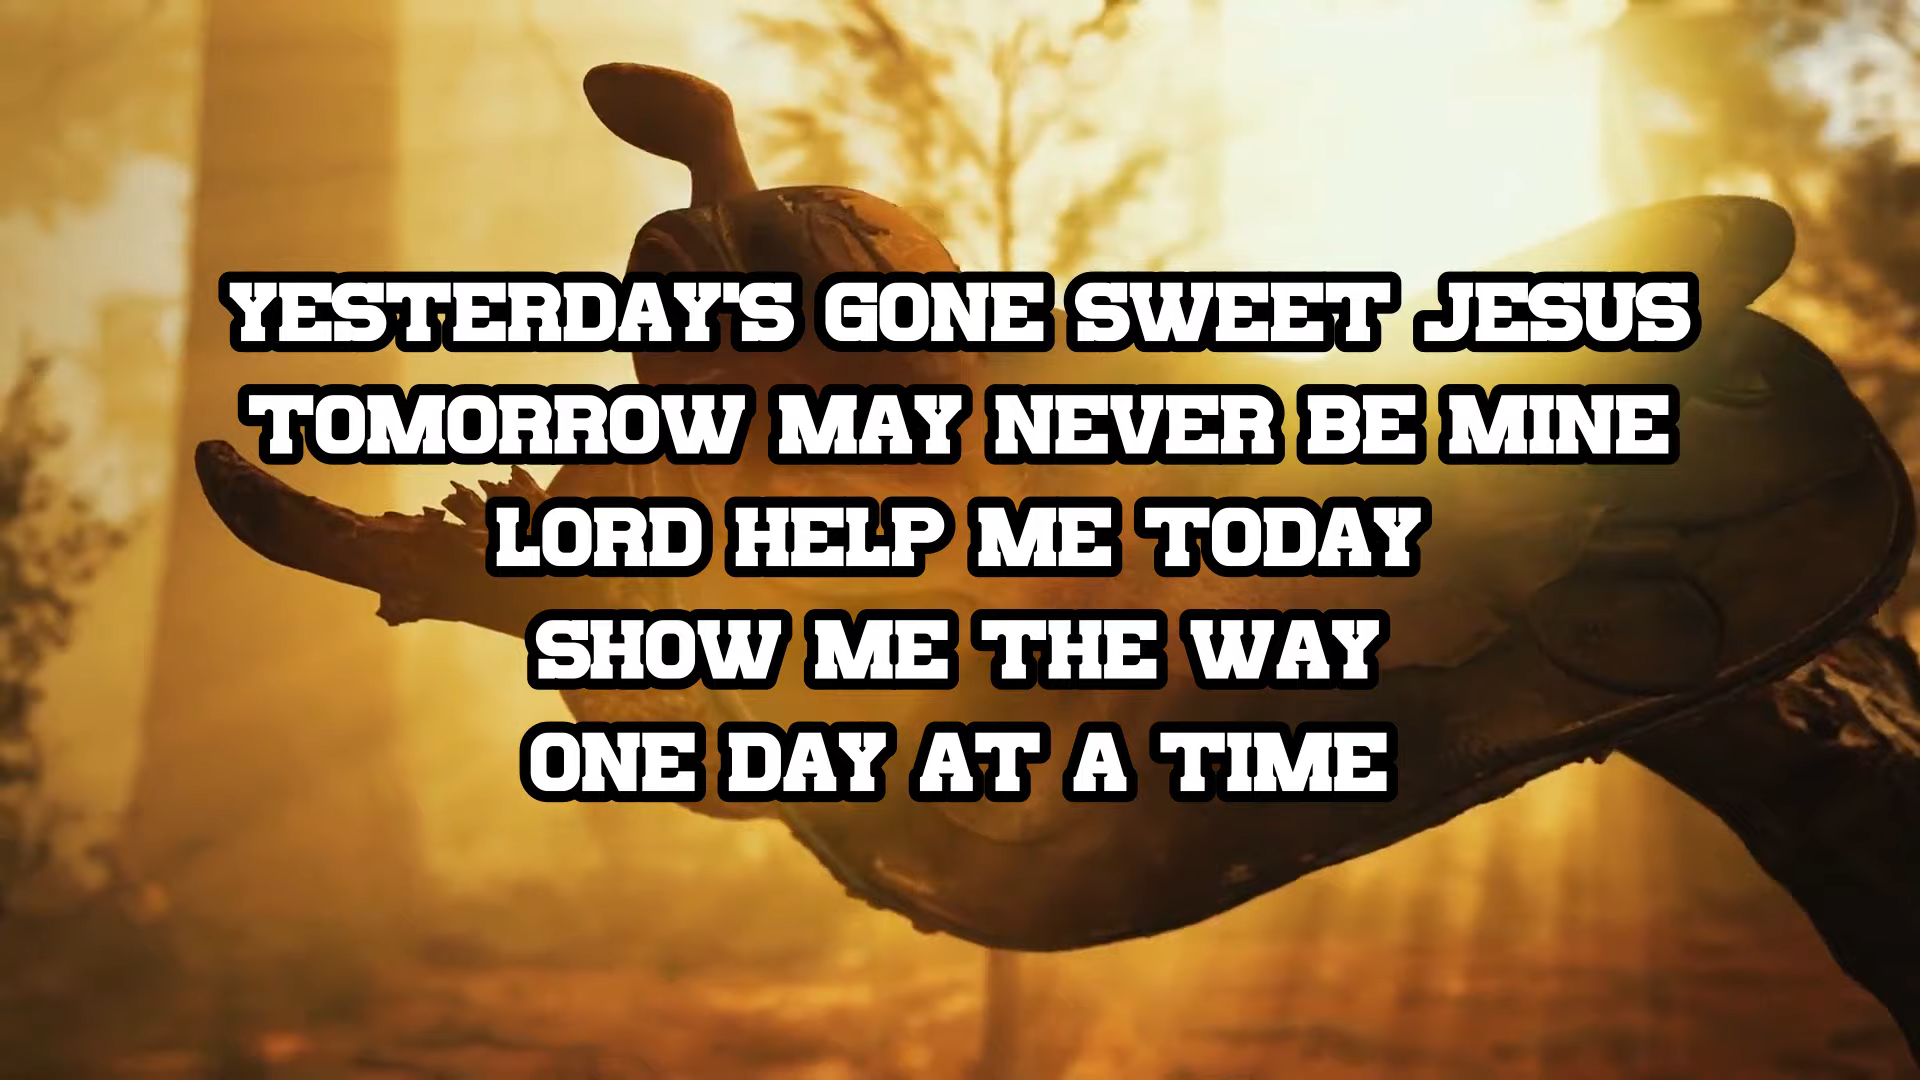 YESTERDAY'S GONE SWEET JESUS
TOMORROW MAY NEVER BE MINE
LORD HELP ME TODAY
SHOW ME THE WAY
ONE DAY AT A TIME